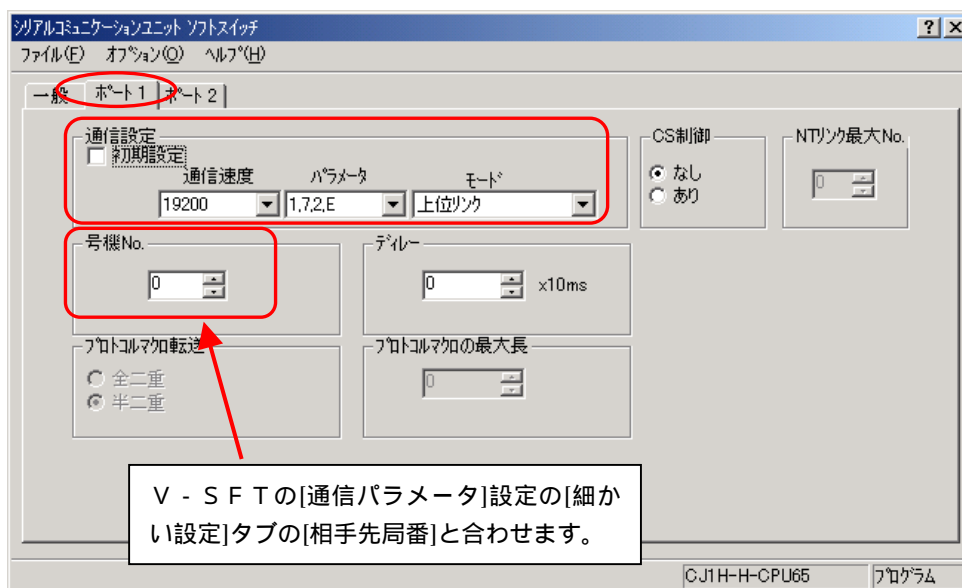 シリアルコミュニケーションユニット ソフトスイッチ
ファイル(F) オプション(O) ヘルプ(H)
一般 ポート1 ポート2
通信設定
初期設定
通信速度 パラメータ モード
19200 1,7,2,E 上位リンク
CS制御
なし
あり
NTリンク最大No.
0
号機No.
0
ディレー
0 x10ms
プロトコルマクロ転送
全二重
半二重
プロトコルマクロの最大長
0
V-SFTの[通信パラメータ]設定の[細か
い設定]タブの[相手先局番]と合わせます。
CJ1H-H-CPU65 プログラム